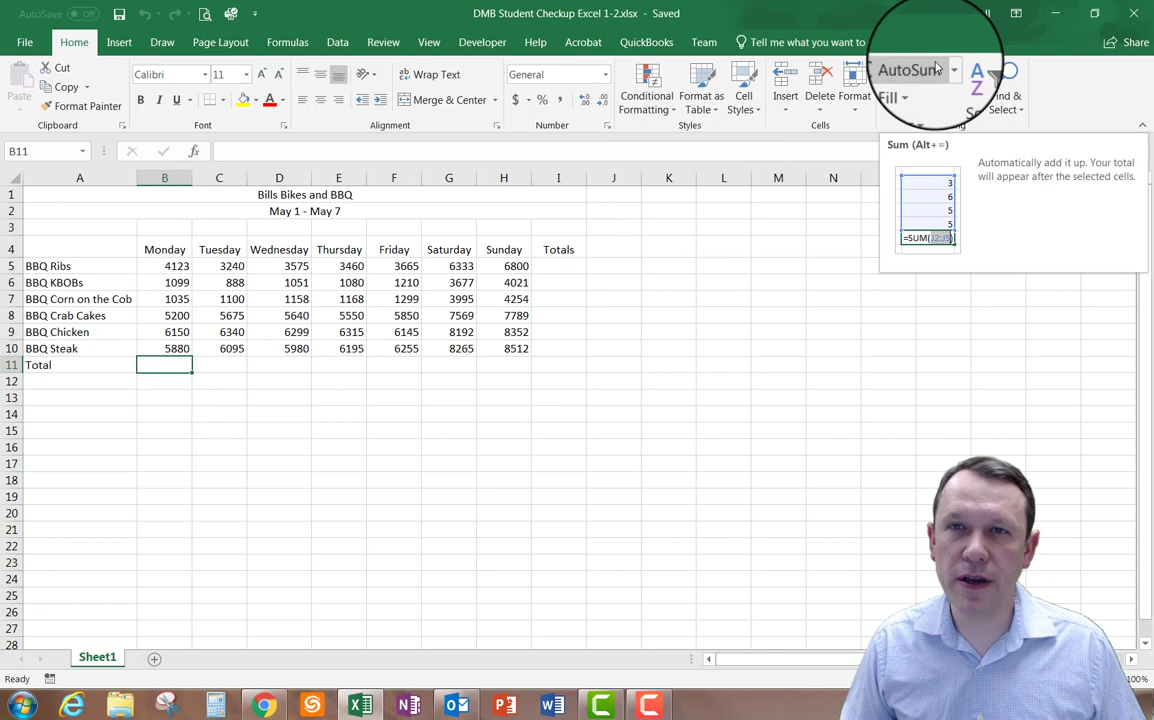 AutoSave Off DMB Student Checkup Excel 1-2.xlsx - Saved
File Home Insert Draw Page Layout Formulas Data Review View Developer Help Acrobat QuickBooks Team Tell me what you want to Share
Cut Calibri 11 Wrap Text General AutoSum
Paste Copy Conditional Format as Cell Insert Delete Format Fill
Format Painter B I U Merge & Center $ % Formatting Table Styles Select
Clipboard Font Alignment Number Styles Cells
B11 fx
Sum (Alt+=)
Automatically add it up. Your total
will appear after the selected cells.
3
6
5
5
=SUM(J2:J5)
A B C D E F G H I J K L M N
1 Bills Bikes and BBQ
2 May 1 - May 7
3
4 Monday Tuesday Wednesday Thursday Friday Saturday Sunday Totals
5 BBQ Ribs 4123 3240 3575 3460 3665 6333 6800
6 BBQ KBOBs 1099 888 1051 1080 1210 3677 4021
7 BBQ Corn on the Cob 1035 1100 1158 1168 1299 3995 4254
8 BBQ Crab Cakes 5200 5675 5640 5550 5850 7569 7789
9 BBQ Chicken 6150 6340 6299 6315 6145 8192 8352
10 BBQ Steak 5880 6095 5980 6195 6255 8265 8512
11 Total
12
13
14
15
16
17
18
19
20
21
22
23
24
25
26
27
28
Sheet1
Ready 100%